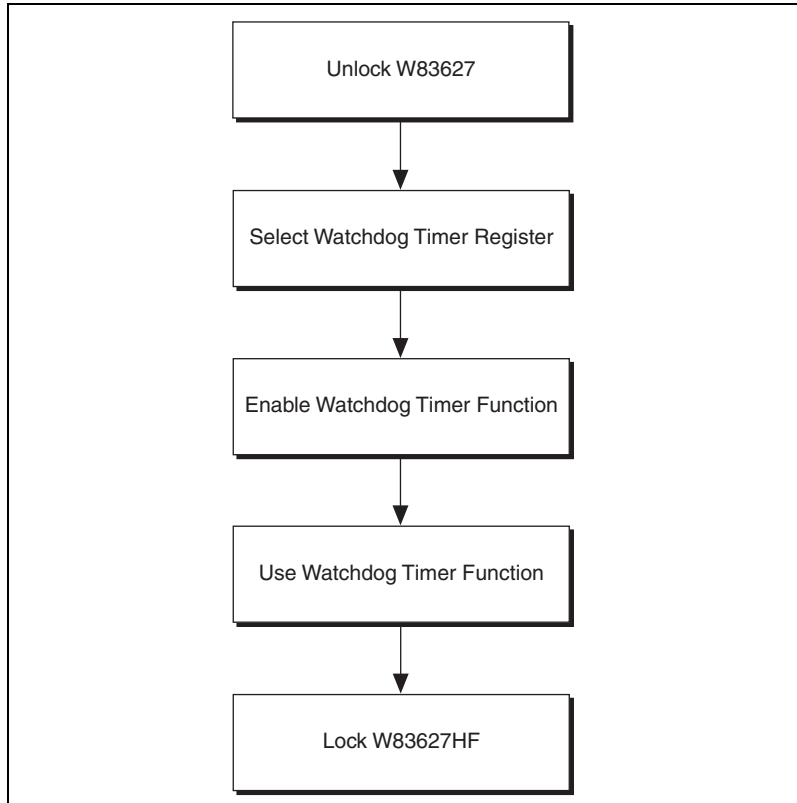 Unlock W83627
Select Watchdog Timer Register
Enable Watchdog Timer Function
Use Watchdog Timer Function
Lock W83627HF